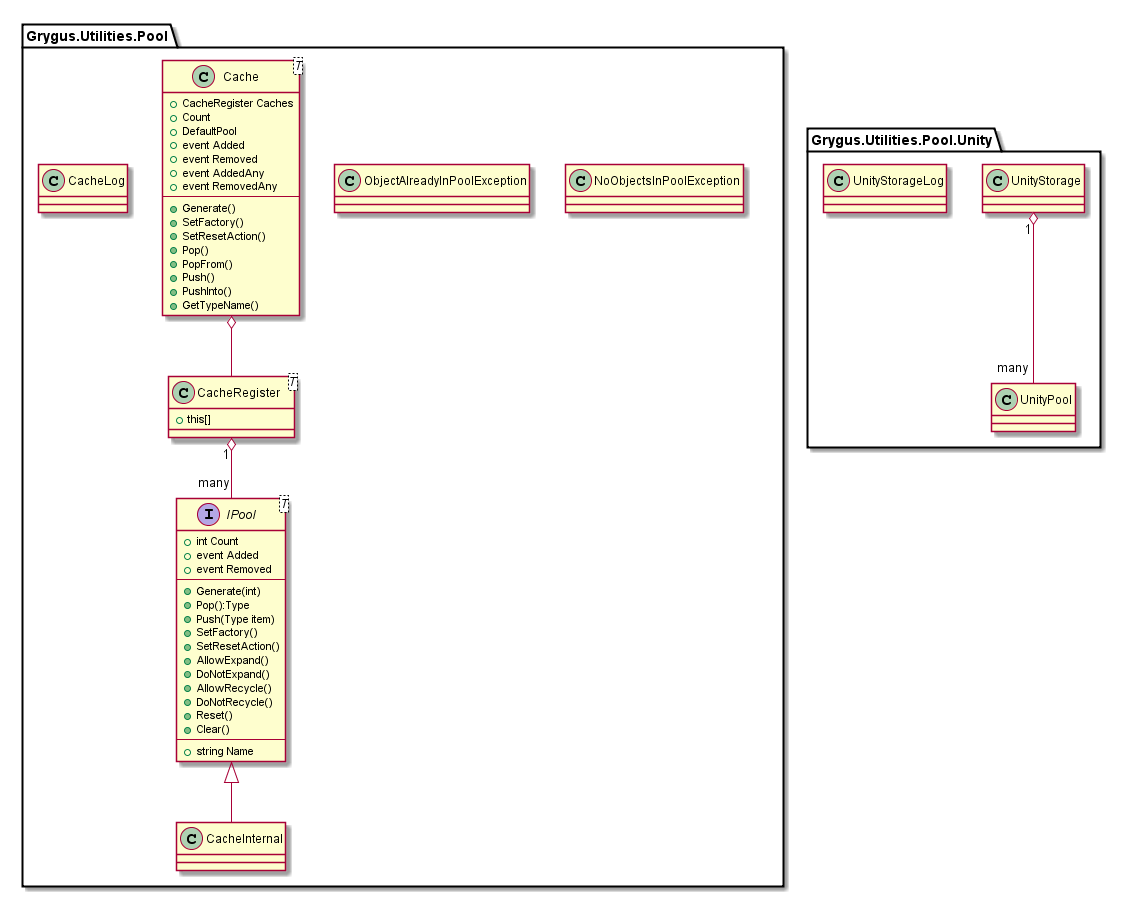 Grygus.Utilities.Pool
C Cache T
CacheRegister Caches
Count
DefaultPool
event Added
event Removed
event AddedAny
event RemovedAny
Generate()
SetFactory()
SetResetAction()
Pop()
PopFrom()
Push()
PushInto()
GetTypeName()
C CacheLog
C ObjectAlreadyInPoolException
C NoObjectsInPoolException
C CacheRegister T
this[]
1
many
I IPool T
int Count
event Added
event Removed
Generate(int)
Pop():Type
Push(Type item)
SetFactory()
SetResetAction()
AllowExpand()
DoNotExpand()
AllowRecycle()
DoNotRecycle()
Reset()
Clear()
string Name
C CacheInternal
Grygus.Utilities.Pool.Unity
C UnityStorageLog
C UnityStorage
1
many
C UnityPool